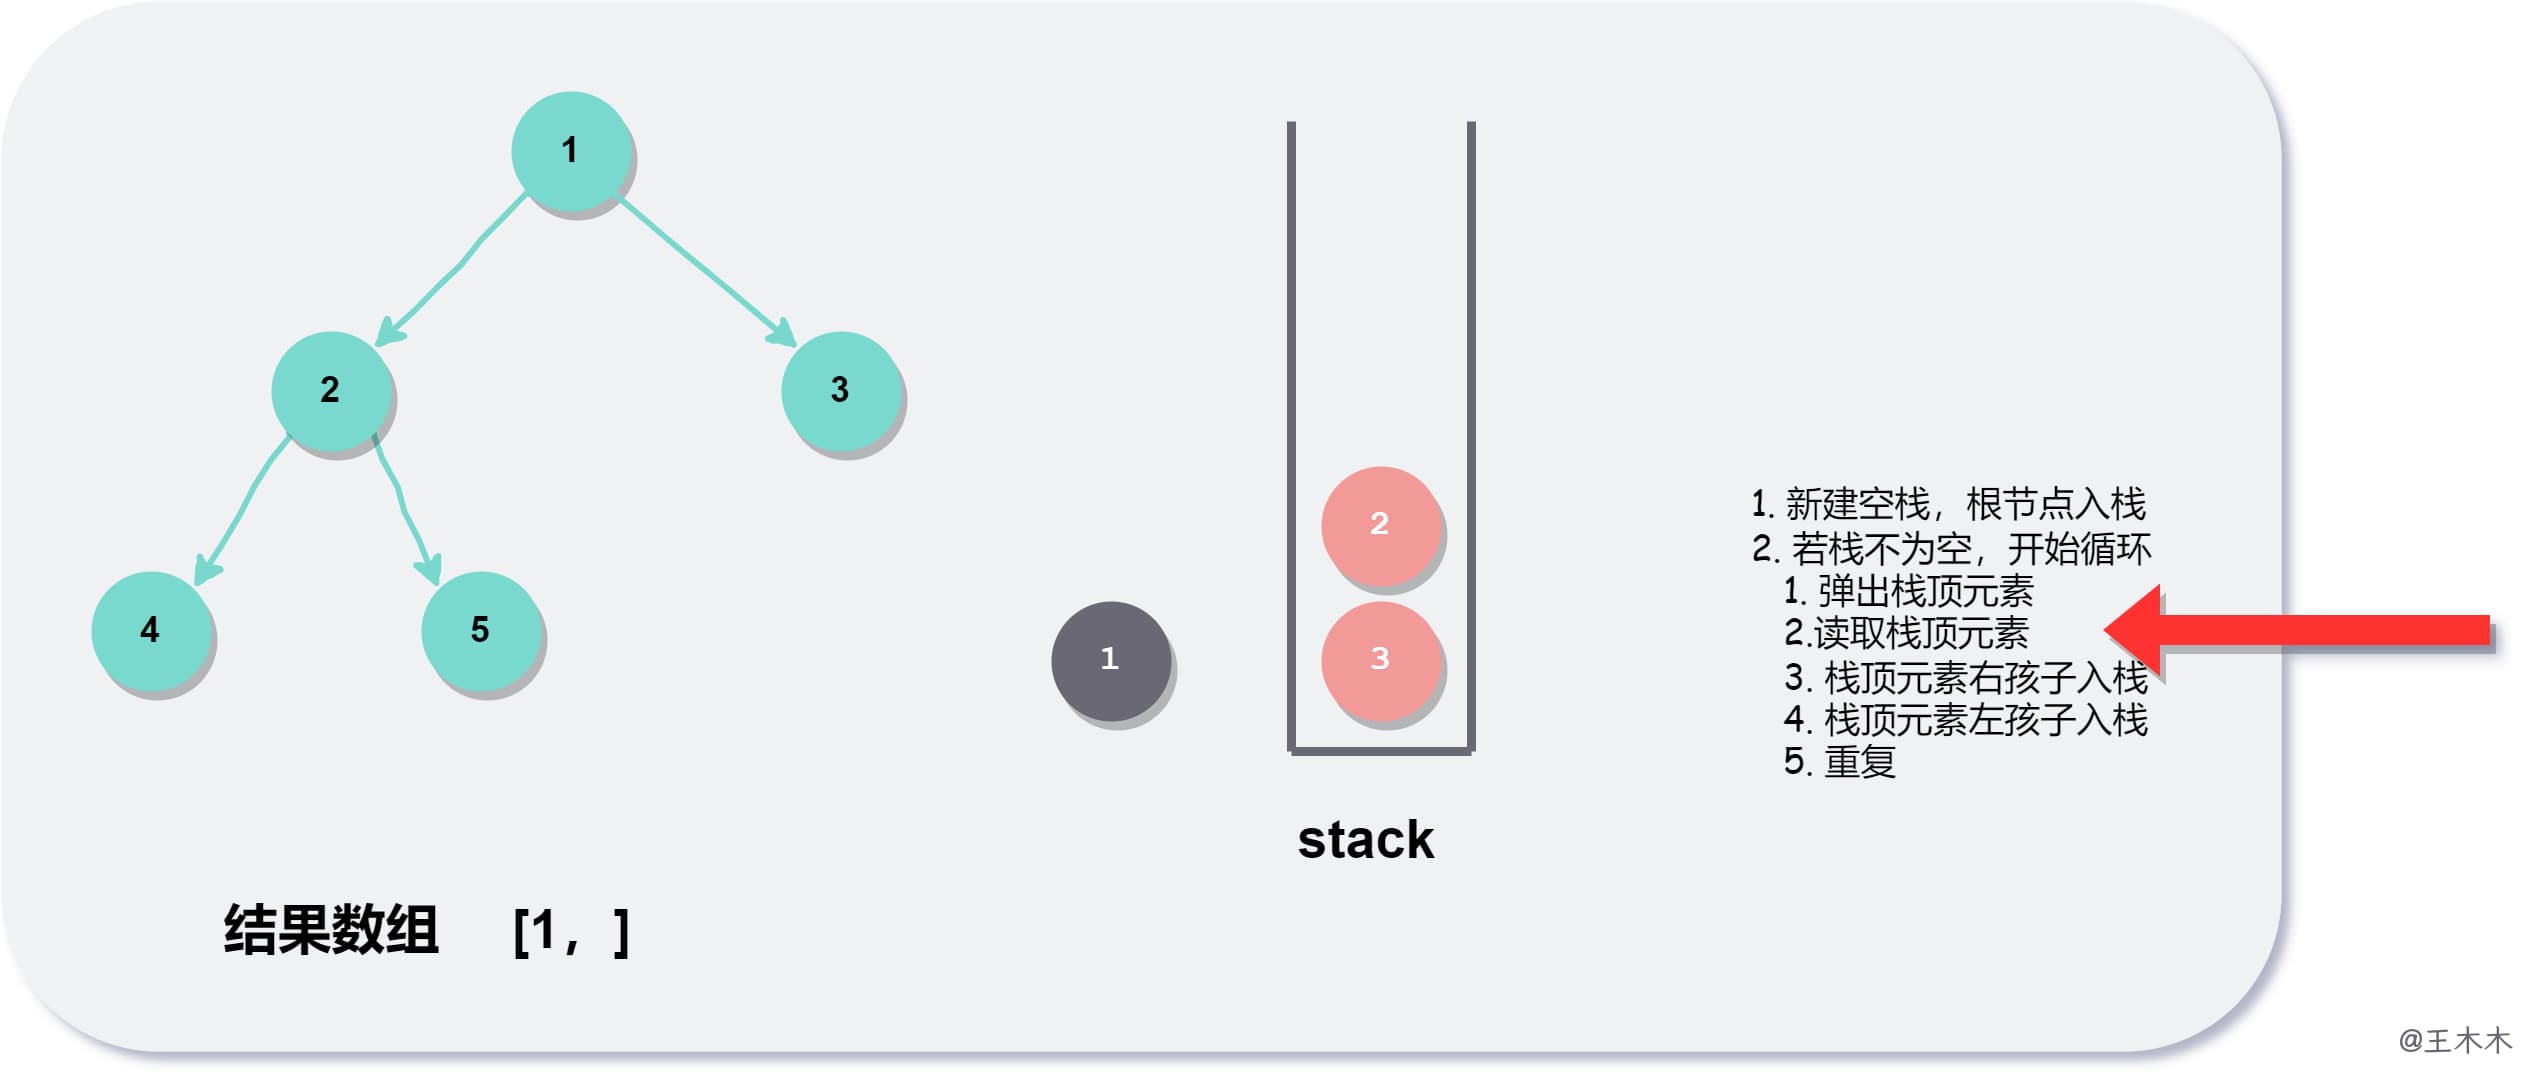 1
2
3
4
5
2
1
3
stack
1. 新建空栈，根节点入栈
2. 若栈不为空，开始循环
1. 弹出栈顶元素
2.读取栈顶元素
3. 栈顶元素右孩子入栈
4. 栈顶元素左孩子入栈
5. 重复
结果数组 [1， ]
@王木木